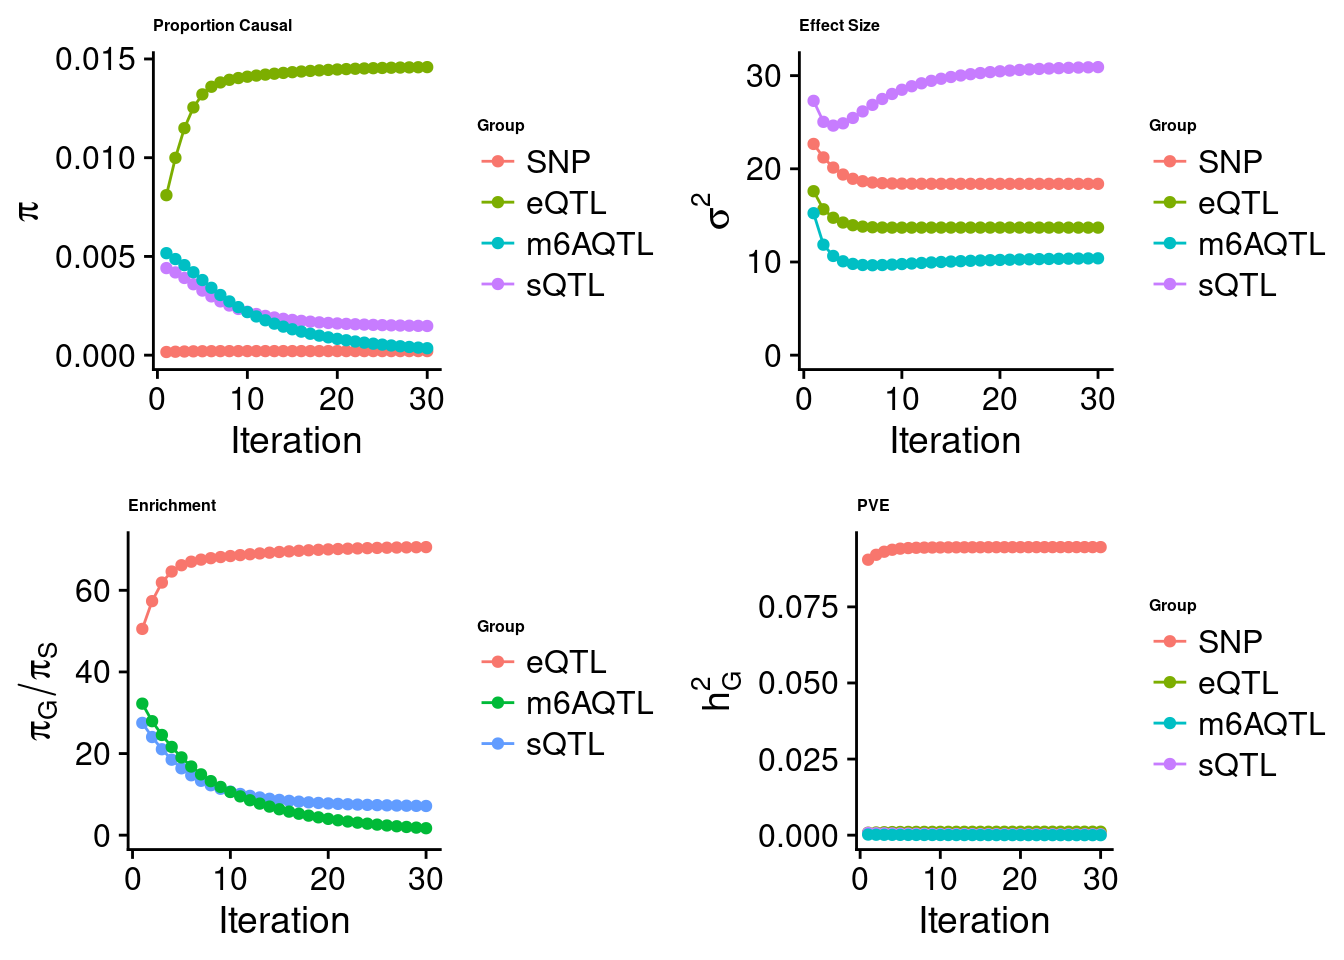 Proportion Causal
0.015
0.010
0.005
0.000
π
0 10 20 30
Iteration
Group
SNP
eQTL
m6AQTL
sQTL
Effect Size
30
20
10
0
σ²
0 10 20 30
Iteration
Group
SNP
eQTL
m6AQTL
sQTL
Enrichment
60
40
20
0
π_G/π_S
0 10 20 30
Iteration
Group
eQTL
m6AQTL
sQTL
PVE
0.075
0.050
0.025
0.000
h²_G
0 10 20 30
Iteration
Group
SNP
eQTL
m6AQTL
sQTL